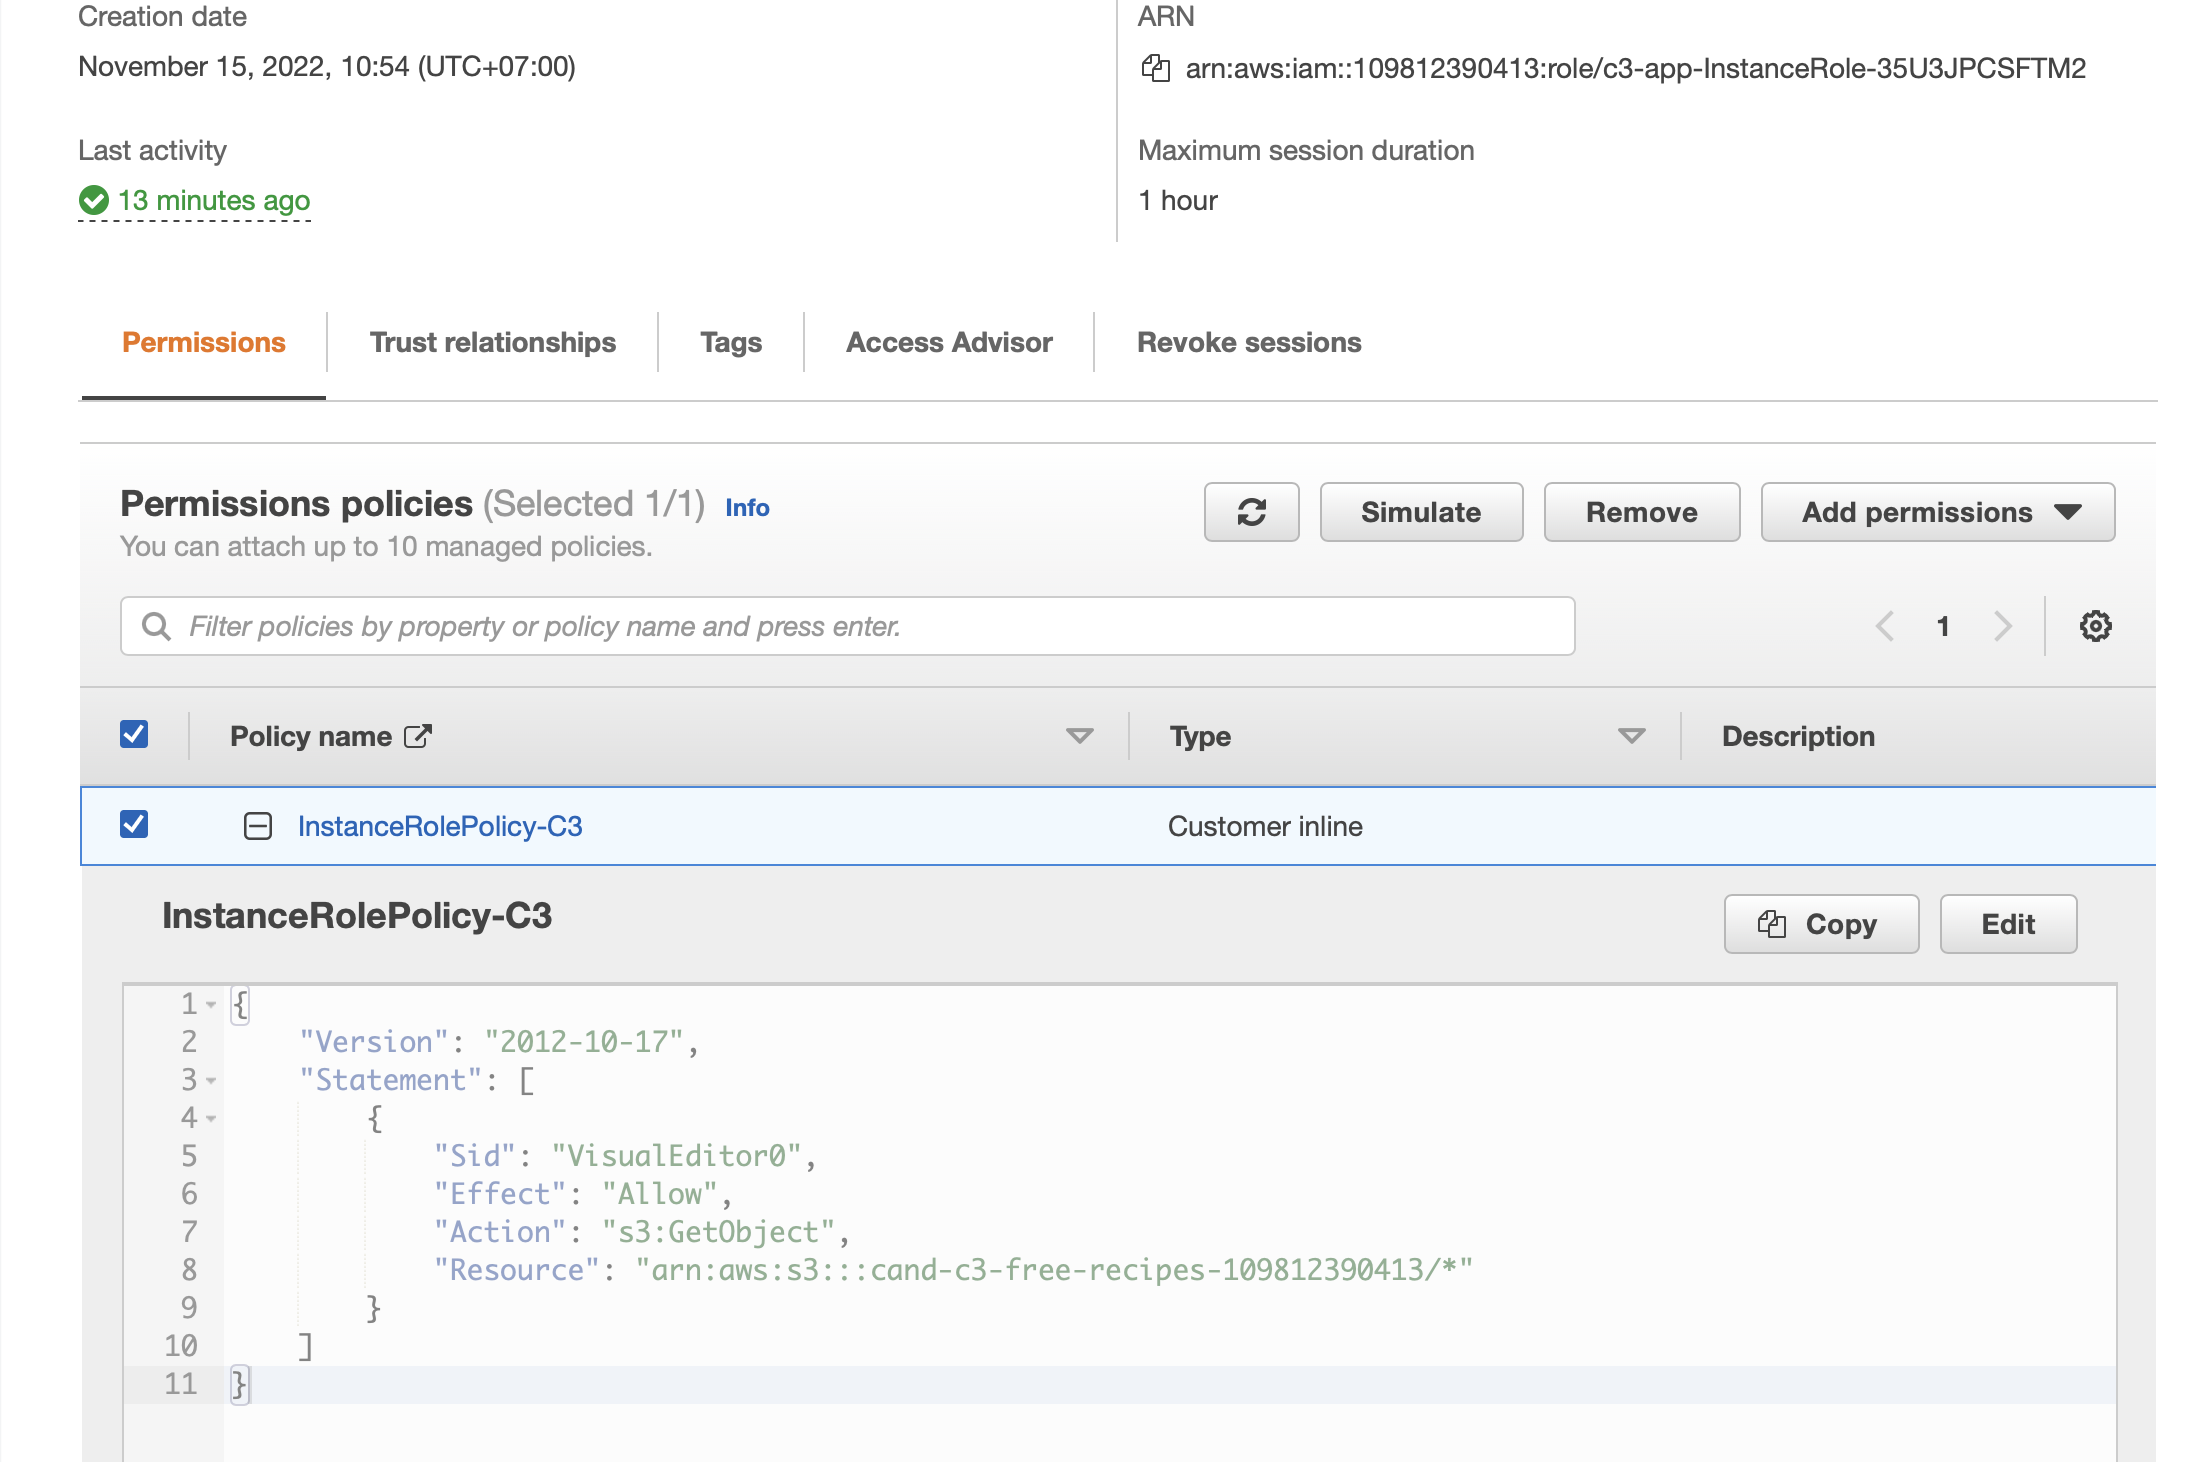 Creation date
November 15, 2022, 10:54 (UTC+07:00)
Last activity
13 minutes ago
ARN
arn:aws:iam::109812390413:role/c3-app-InstanceRole-35U3JPCSFTM2
Maximum session duration
1 hour
Permissions Trust relationships Tags Access Advisor Revoke sessions
Permissions policies (Selected 1/1) Info
You can attach up to 10 managed policies.
Simulate Remove Add permissions
Filter policies by property or policy name and press enter.
1
Policy name Type Description
InstanceRolePolicy-C3 Customer inline
InstanceRolePolicy-C3
Copy Edit
1 {
2 "Version": "2012-10-17",
3 "Statement": [
4 {
5 "Sid": "VisualEditor0",
6 "Effect": "Allow",
7 "Action": "s3:GetObject",
8 "Resource": "arn:aws:s3:::cand-c3-free-recipes-109812390413/*"
9 }
10 ]
11 }